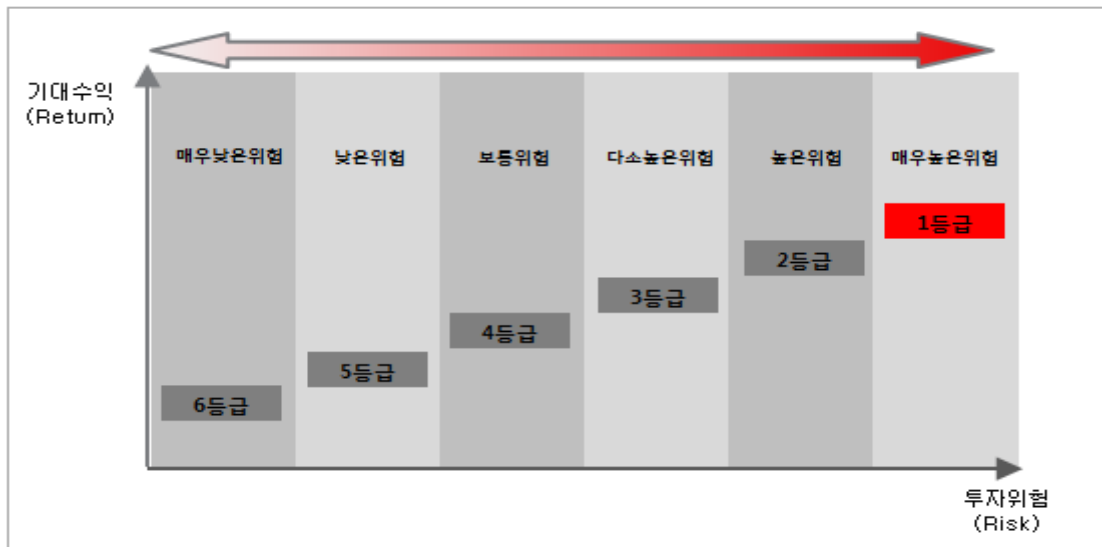 기대수익
(Return)
매우낮은위험
낮은위험
보통위험
다소높은위험
높은위험
매우높은위험
1등급
2등급
3등급
4등급
5등급
6등급
투자위험
(Risk)